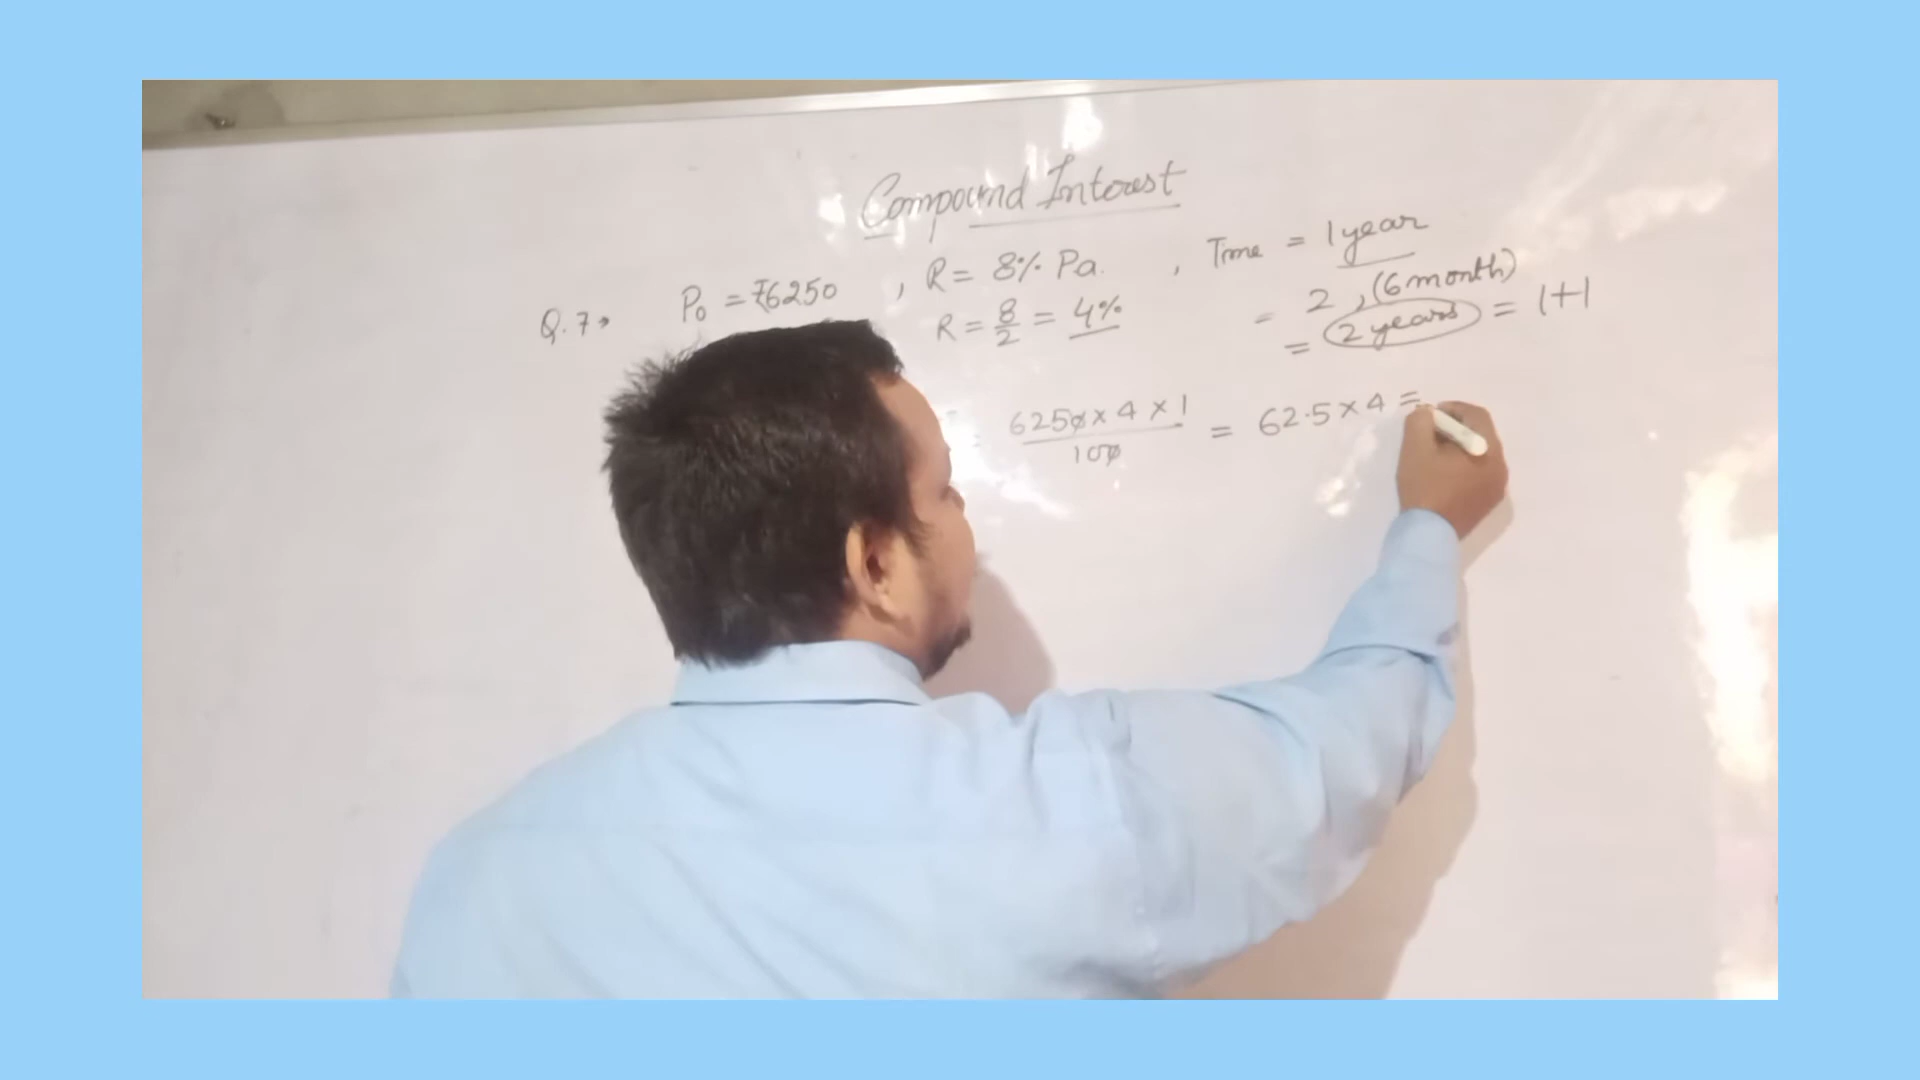 Compound Interest
Q.7→ P₀ = ₹6250 , R = 8% Pa. , Time = 1 year
R = 8/2 = 4% = 2, (6 month)
= 2 years = 1+1
= 6250 × 4 × 1 / 100 = 62.5 × 4 =